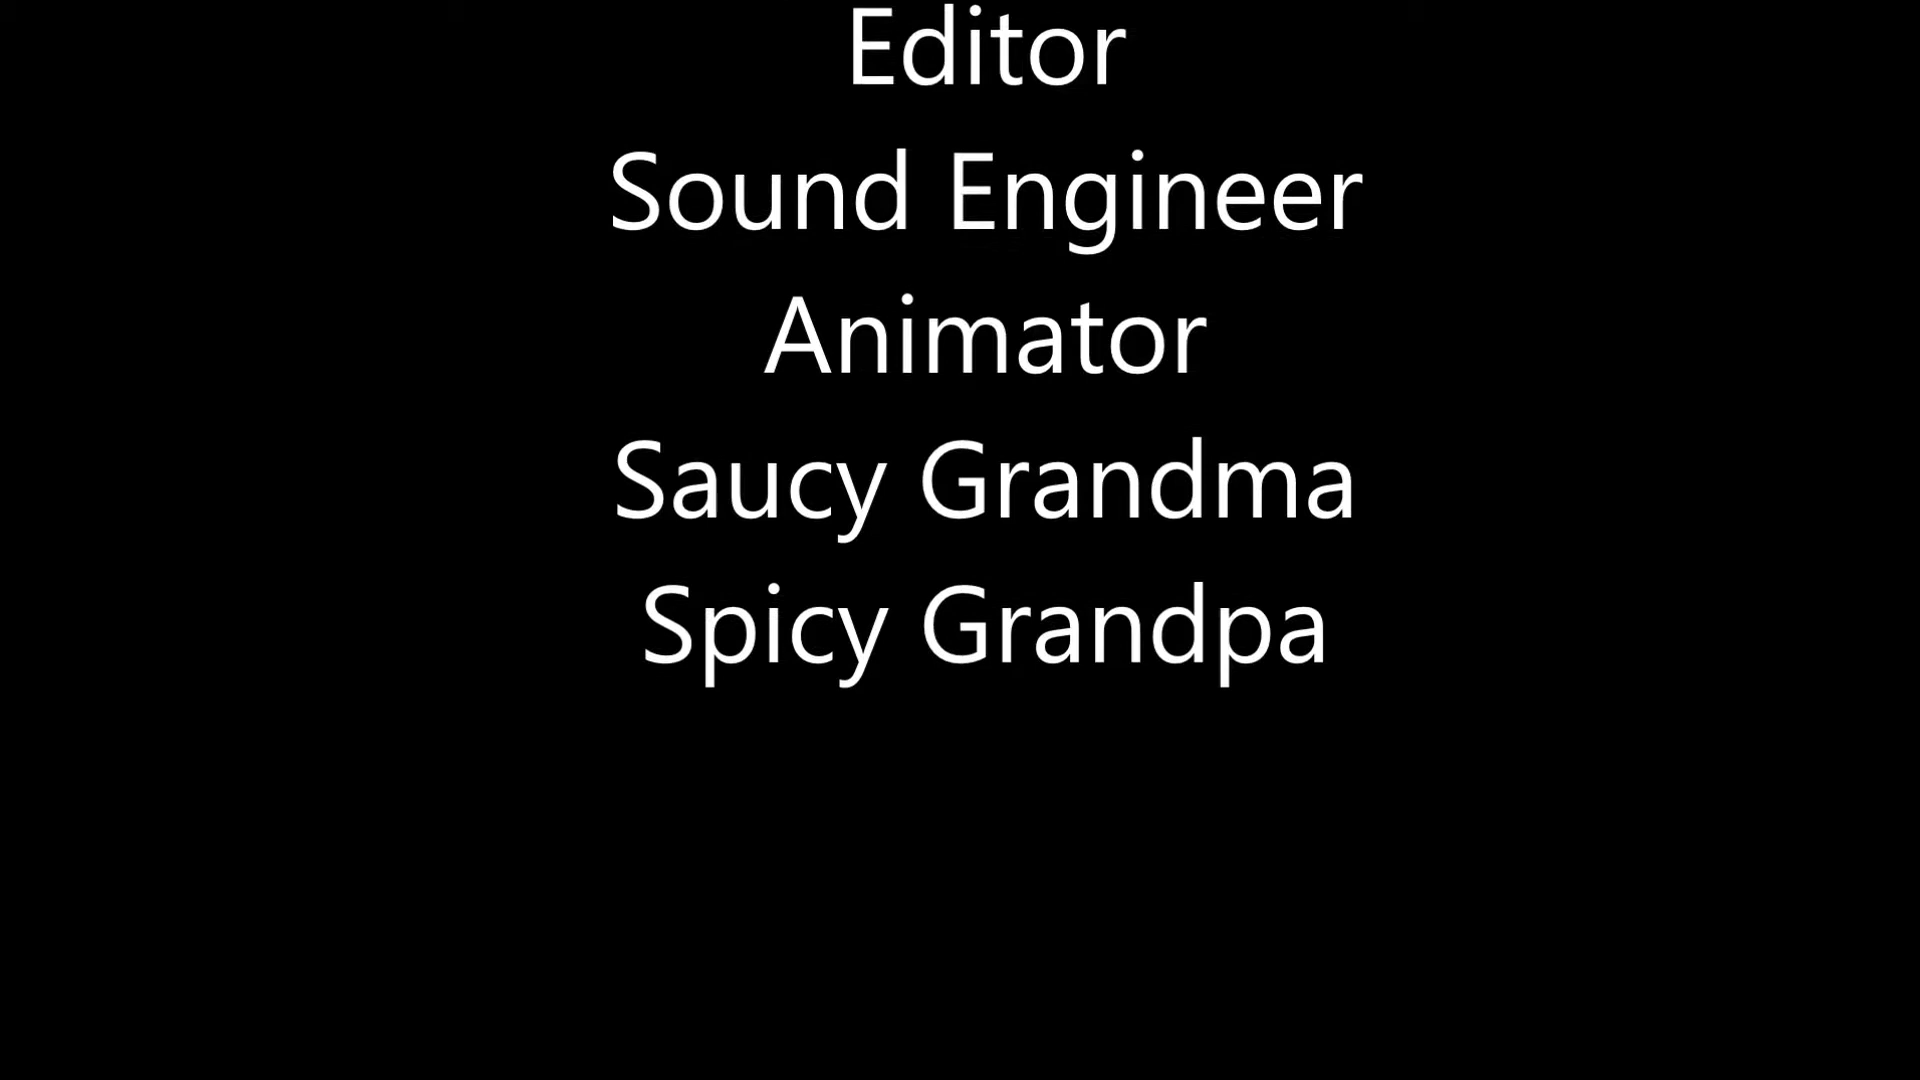 Editor
Sound Engineer
Animator
Saucy Grandma
Spicy Grandpa